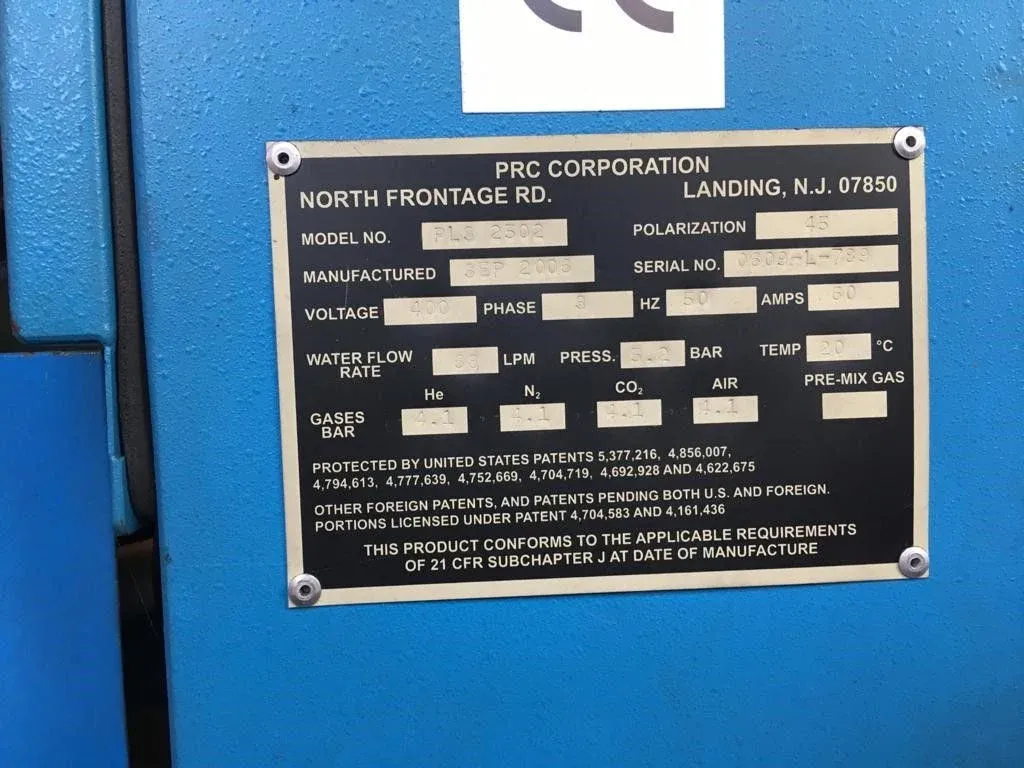 PRC CORPORATION
NORTH FRONTAGE RD. LANDING, N.J. 07850
MODEL NO. PLS 2502 POLARIZATION 45
MANUFACTURED SEP SERIAL NO.
VOLTAGE 400 PHASE 3 HZ 50 AMPS 60
WATER FLOW RATE LPM PRESS. 5.2 BAR TEMP 20 °C
He N₂ CO₂ AIR PRE-MIX GAS
GASES BAR 4.1 4.1 4.1 4.1
PROTECTED BY UNITED STATES PATENTS 5,377,216, 4,856,007,
4,794,613, 4,777,639, 4,752,669, 4,704,719, 4,692,928 AND 4,622,675
OTHER FOREIGN PATENTS, AND PATENTS PENDING BOTH U.S. AND FOREIGN.
PORTIONS LICENSED UNDER PATENT 4,704,583 AND 4,161,436
THIS PRODUCT CONFORMS TO THE APPLICABLE REQUIREMENTS
OF 21 CFR SUBCHAPTER J AT DATE OF MANUFACTURE